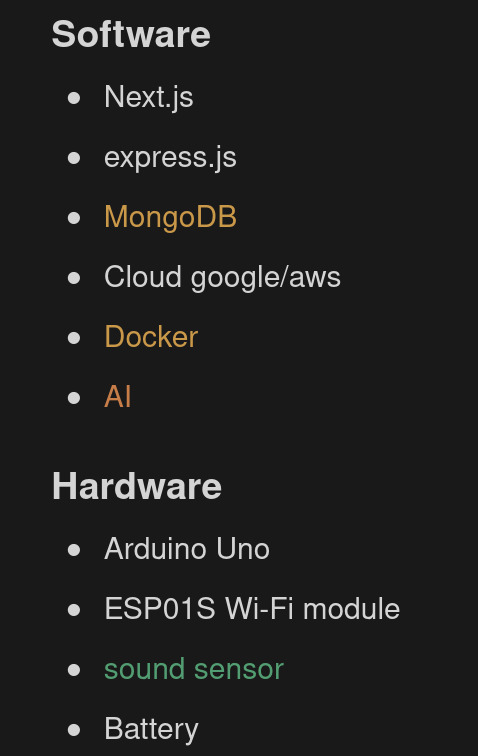 Software
Next.js
express.js
MongoDB
Cloud google/aws
Docker
AI
Hardware
Arduino Uno
ESP01S Wi-Fi module
sound sensor
Battery